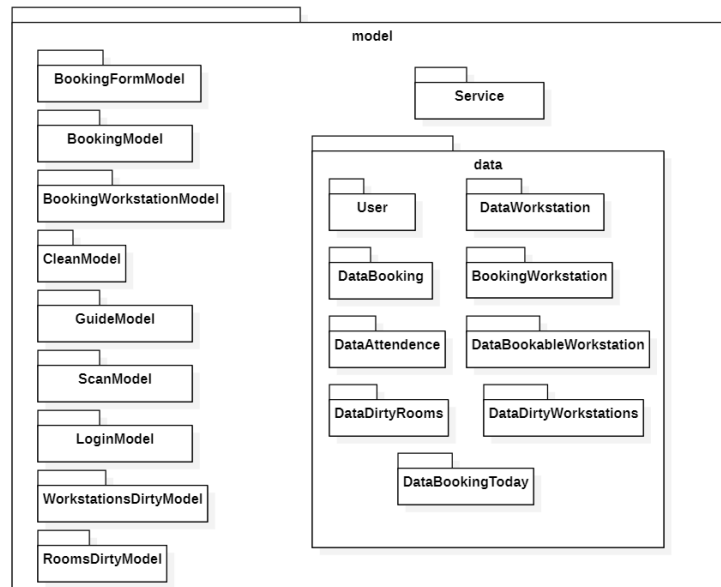 model
BookingFormModel
BookingModel
BookingWorkstationModel
CleanModel
GuideModel
ScanModel
LoginModel
WorkstationsDirtyModel
RoomsDirtyModel
Service
data
User
DataWorkstation
DataBooking
BookingWorkstation
DataAttendence
DataBookableWorkstation
DataDirtyRooms
DataDirtyWorkstations
DataBookingToday